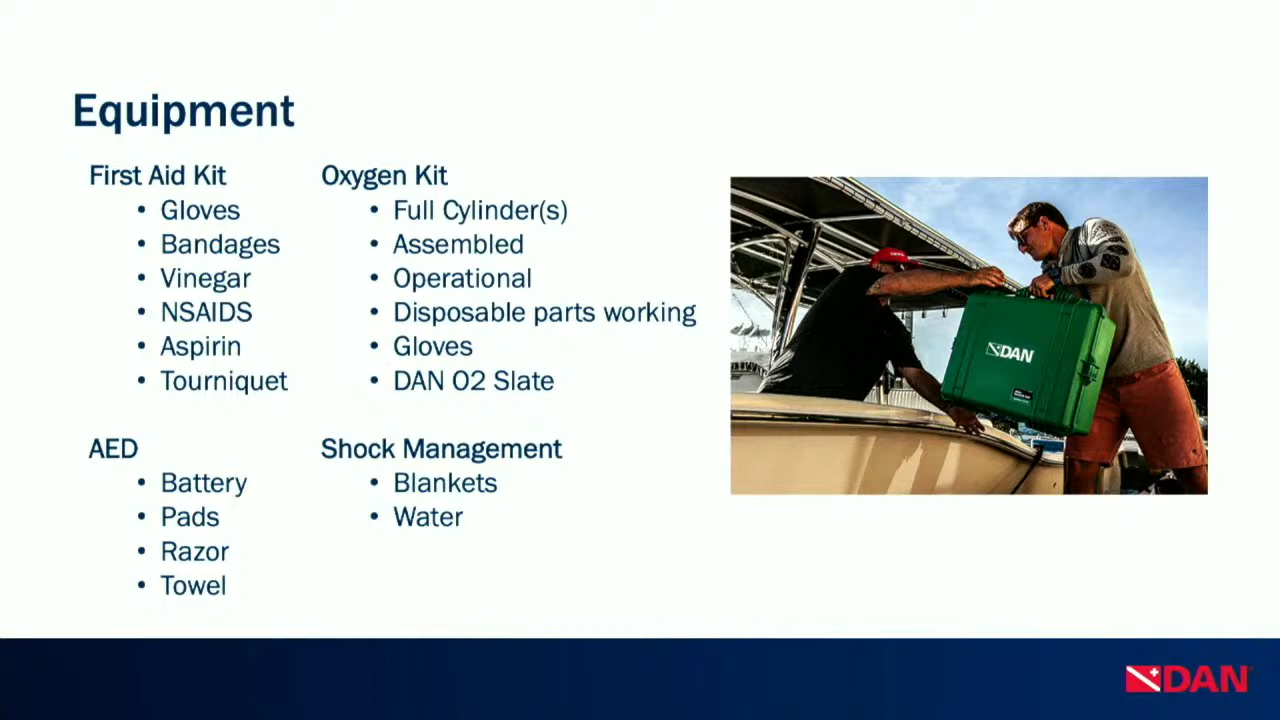 Equipment
First Aid Kit
• Gloves
• Bandages
• Vinegar
• NSAIDS
• Aspirin
• Tourniquet
Oxygen Kit
• Full Cylinder(s)
• Assembled
• Operational
• Disposable parts working
• Gloves
• DAN O2 Slate
AED
• Battery
• Pads
• Razor
• Towel
Shock Management
• Blankets
• Water
DAN
DAN